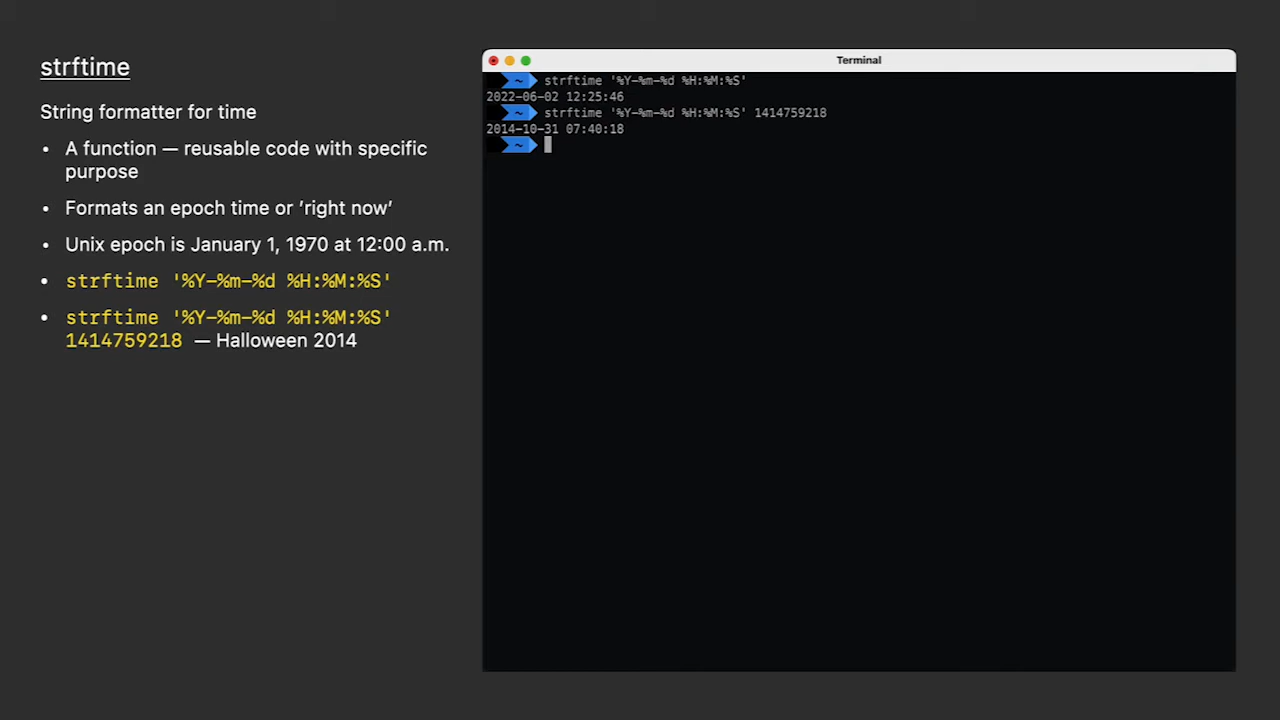 strftime
String formatter for time
• A function — reusable code with specific
purpose
• Formats an epoch time or ’right now’
• Unix epoch is January 1, 1970 at 12:00 a.m.
• strftime '%Y-%m-%d %H:%M:%S'
• strftime '%Y-%m-%d %H:%M:%S'
1414759218 — Halloween 2014
Terminal
~ strftime '%Y-%m-%d %H:%M:%S'
2022-06-02 12:25:46
~ strftime '%Y-%m-%d %H:%M:%S' 1414759218
2014-10-31 07:40:18
~